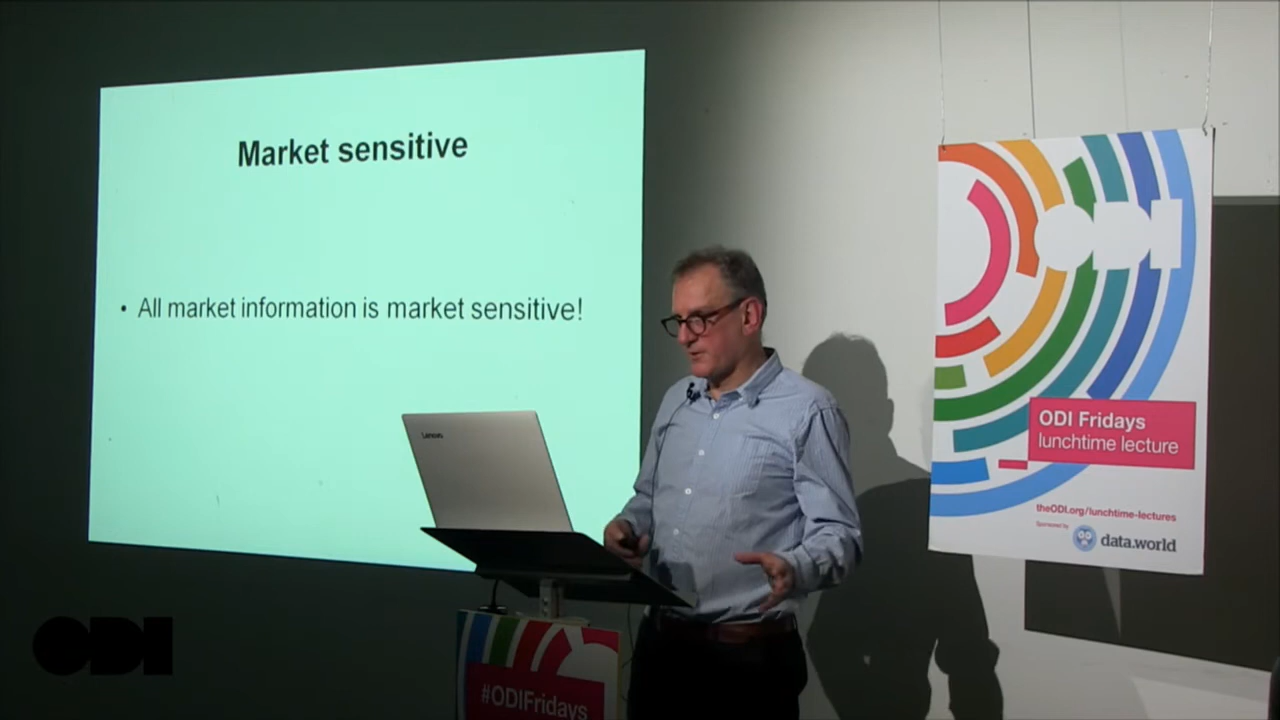 Market sensitive
• All market information is market sensitive!
Lenovo
ODI Fridays
lunchtime lecture
theODI.org/lunchtime-lectures
Sponsored by
data.world
#ODIFridays
ODI